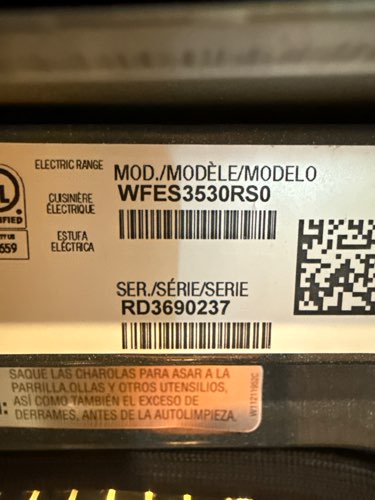 ELECTRIC RANGE
MOD./MODÈLE/MODELO
WFES3530RS0
CUISINIÈRE
ÉLECTRIQUE
ESTUFA
ELÉCTRICA
659
SER./SÉRIE/SERIE
RD3690237
SAQUE LAS CHAROLAS PARA ASAR A LA
PARRILLA,OLLAS Y OTROS UTENSILIOS,
ASÍ COMO TAMBIÉN EL EXCESO DE
DERRAMES, ANTES DE LA AUTOLIMPIEZA.